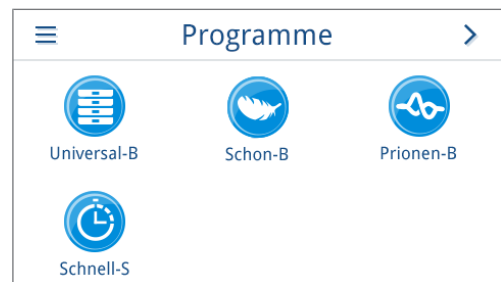 Programme
Universal-B
Schon-B
Prionen-B
Schnell-S